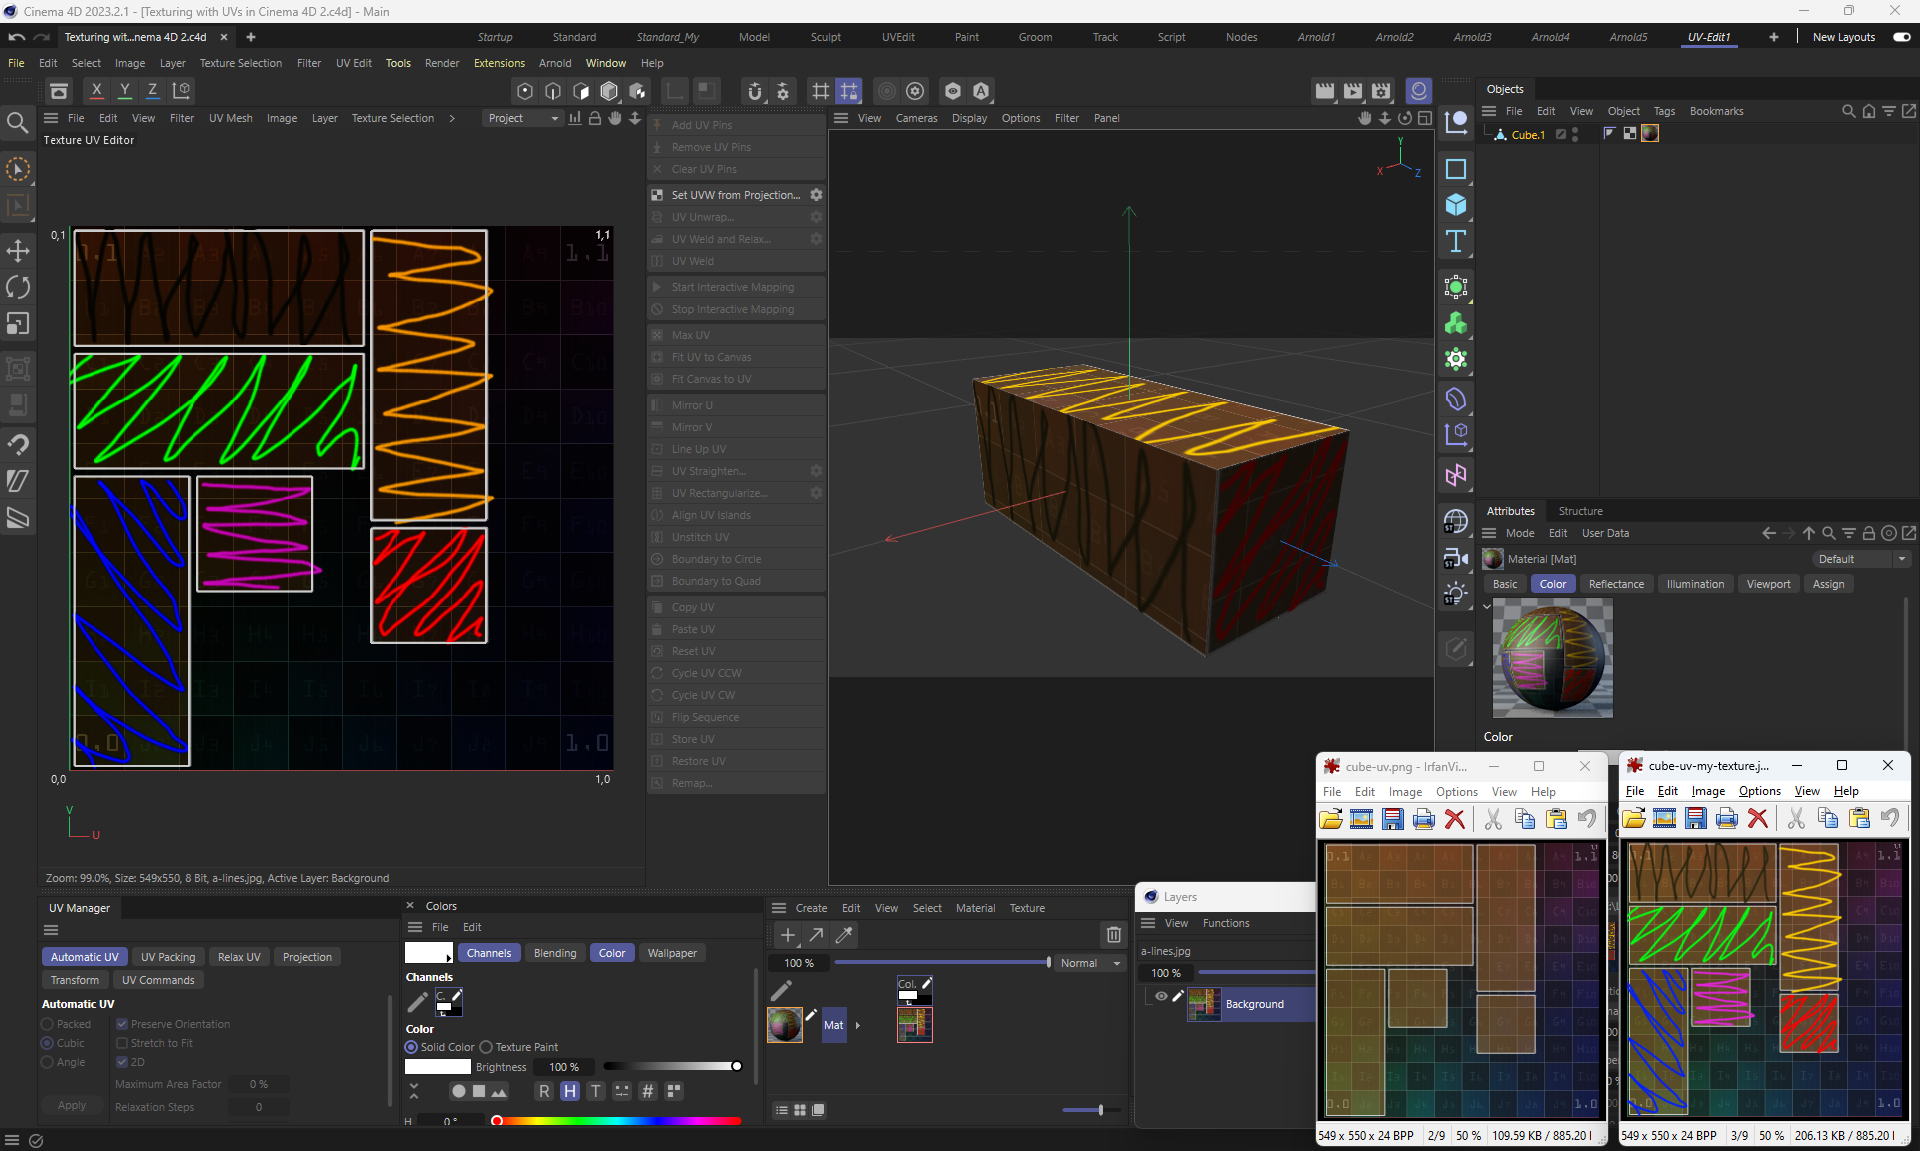 Cinema 4D 2023.2.1 - [Texturing with UVs in Cinema 4D 2.c4d] - Main
Texturing wit...nema 4D 2.c4d
Startup Standard Standard_My Model Sculpt UVEdit Paint Groom Track Script Nodes Arnold1 Arnold2 Arnold3 Arnold4 Arnold5 UV-Edit1 New Layouts
File Edit Select Image Layer Texture Selection Filter UV Edit Tools Render Extensions Arnold Window Help
X Y Z
File Edit View Filter UV Mesh Image Layer Texture Selection Project
Texture UV Editor
0,1
1,1
0,0
1,0
V
U
Zoom: 99.0%, Size: 549x550, 8 Bit, a-lines.jpg, Active Layer: Background
Add UV Pins
Remove UV Pins
Clear UV Pins
Set UVW from Projection...
UV Unwrap...
UV Weld and Relax...
UV Weld
Start Interactive Mapping
Stop Interactive Mapping
Max UV
Fit UV to Canvas
Fit Canvas to UV
Mirror U
Mirror V
Line Up UV
UV Straighten...
UV Rectangularize...
Align UV Islands
Unstitch UV
Boundary to Circle
Boundary to Quad
Copy UV
Paste UV
Reset UV
Cycle UV CCW
Cycle UV CW
Flip Sequence
Store UV
Restore UV
Remap...
View Cameras Display Options Filter Panel
Y
X
Z
Objects
File Edit View Object Tags Bookmarks
Cube.1
Attributes Structure
Mode Edit User Data
Material [Mat]
Default
Basic Color Reflectance Illumination Viewport Assign
Color
UV Manager
Automatic UV UV Packing Relax UV Projection
Transform UV Commands
Automatic UV
Packed
Cubic
Angle
Preserve Orientation
Stretch to Fit
2D
Maximum Area Factor 0 %
Apply
Relaxation Steps 0
Colors
File Edit
Channels Blending Color Wallpaper
Channels
C.
Color
Solid Color Texture Paint
Brightness 100 %
R H T
H 0 °
Create Edit View Select Material Texture
100 % Normal
Col.
Mat
Layers
View Functions
a-lines.jpg
100 %
Background
cube-uv.png - IrfanVi...
File Edit Image Options View Help
549 x 550 x 24 BPP 2/9 50 % 109.59 KB / 885.20 l
cube-uv-my-texture.j...
File Edit Image Options View Help
549 x 550 x 24 BPP 3/9 50 % 206.13 KB / 885.20 l